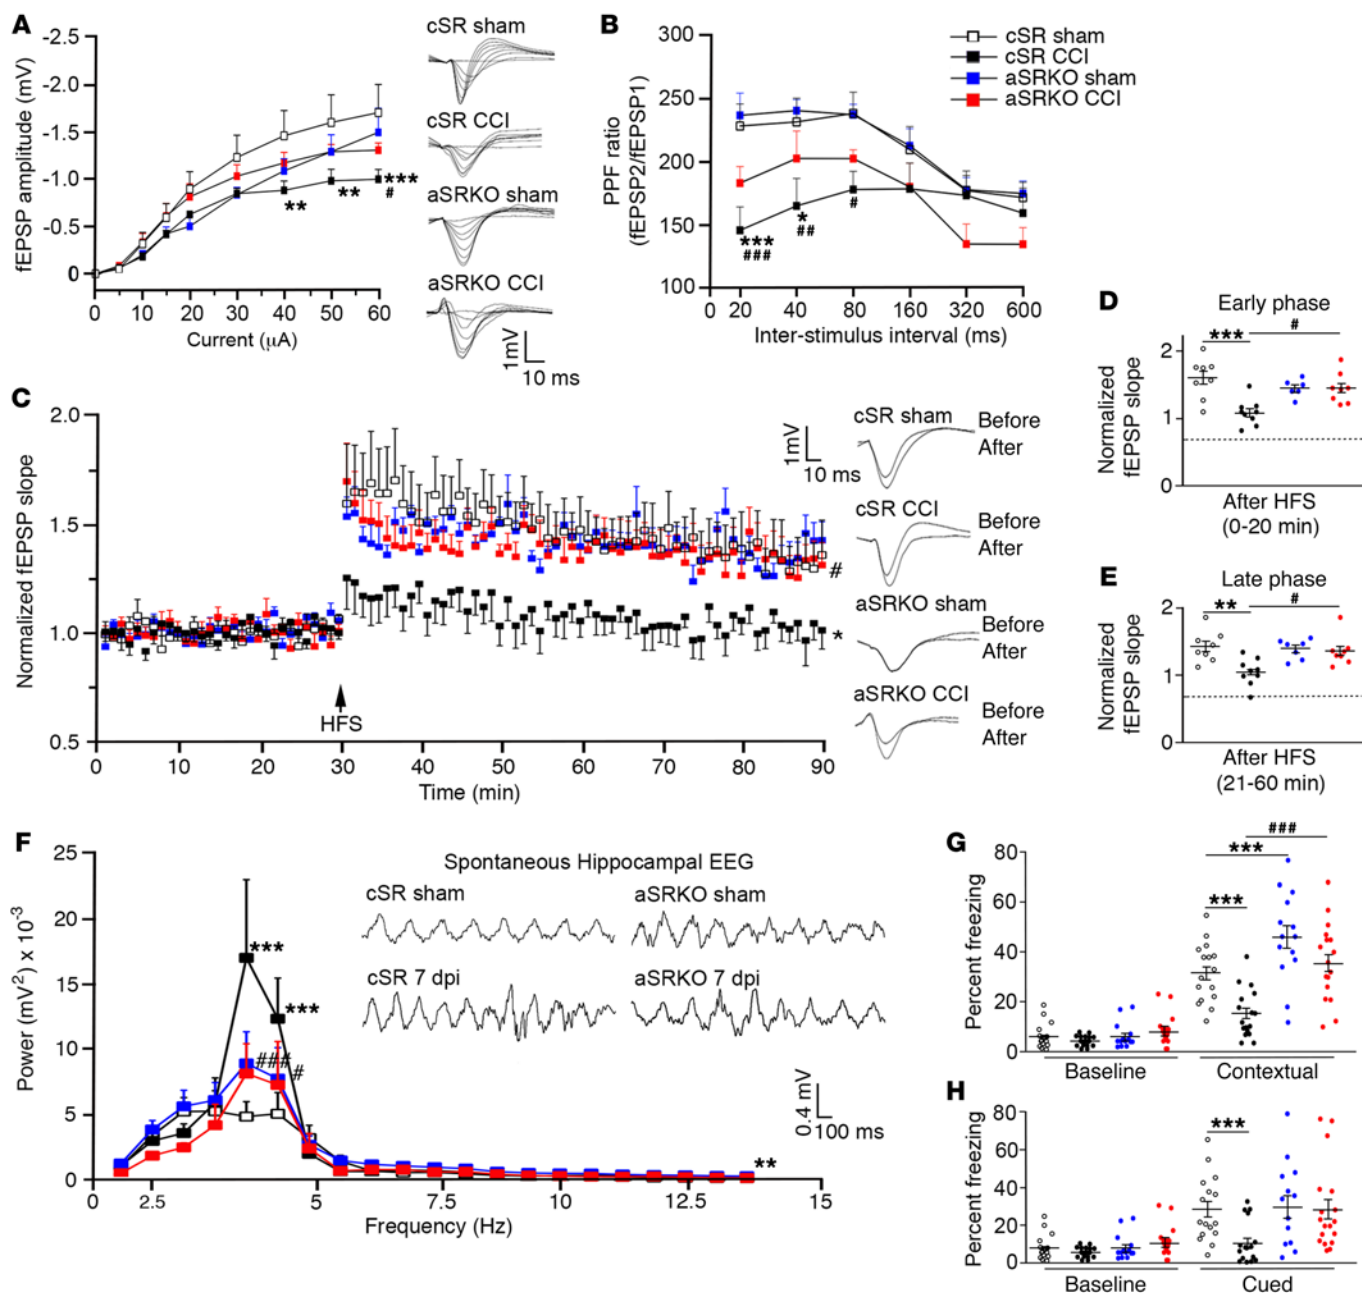 A
fEPSP amplitude (mV)
-2.5
-2.0
-1.5
-1.0
-0.5
0
0 10 20 30 40 50 60
Current (µA)
**
**
***
#
cSR sham
cSR CCI
aSRKO sham
aSRKO CCI
1mV
10 ms
B
PPF ratio
(fEPSP2/fEPSP1)
300
250
200
150
100
0 20 40 80 160 320 600
Inter-stimulus interval (ms)
***
###
*
##
#
cSR sham
cSR CCI
aSRKO sham
aSRKO CCI
C
Normalized fEPSP slope
2.0
1.5
1.0
0.5
0 10 20 30 40 50 60 70 80 90
Time (min)
HFS
#
*
1mV
10 ms
cSR sham
Before
After
cSR CCI
Before
After
aSRKO sham
Before
After
aSRKO CCI
Before
After
D
Early phase
*** #
Normalized
fEPSP slope
2
1
0
After HFS
(0-20 min)
E
Late phase
** #
Normalized
fEPSP slope
2
1
0
After HFS
(21-60 min)
F
Power (mV²) x 10⁻³
25
20
15
10
5
0
0 2.5 5 7.5 10 12.5 15
Frequency (Hz)
***
***
###
#
**
Spontaneous Hippocampal EEG
cSR sham
aSRKO sham
cSR 7 dpi
aSRKO 7 dpi
0.4 mV
100 ms
G
Percent freezing
80
60
40
20
0
###
***
***
Baseline Contextual
H
Percent freezing
80
60
40
20
0
***
Baseline Cued